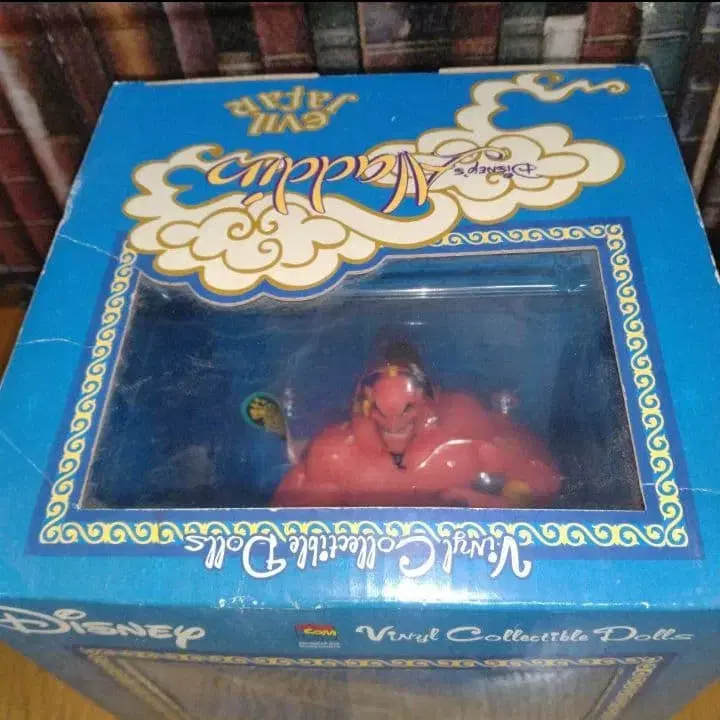 evil
Jafar
Disney's
Aladdin
Vinyl Collectible Dolls
Disney
Vinyl Collectible Dolls